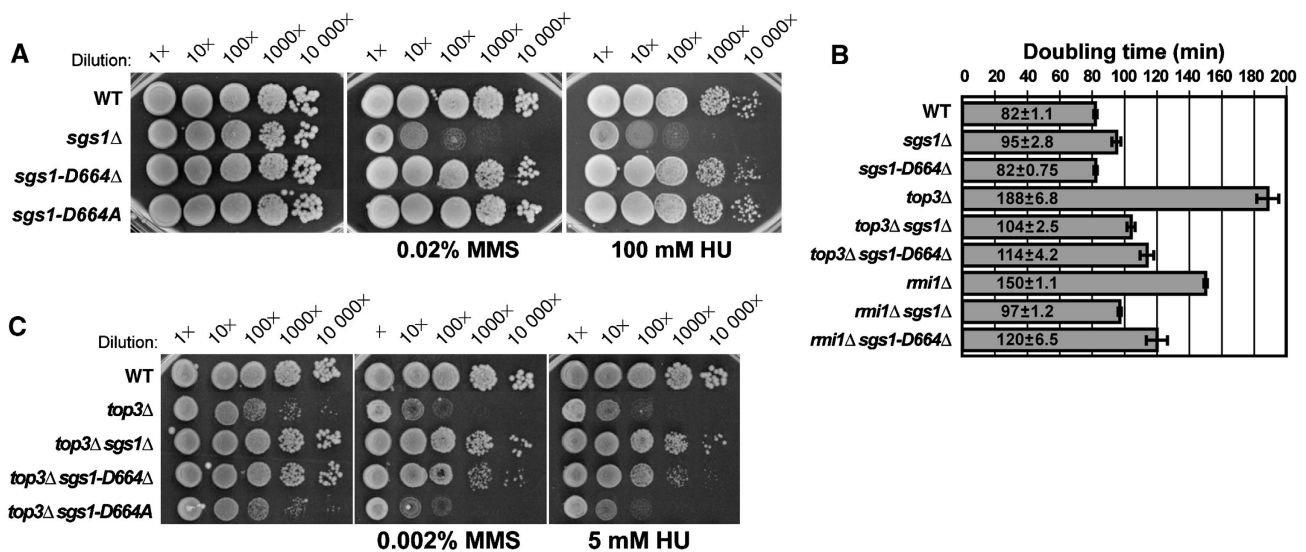 A
Dilution: 1× 10× 100× 1000× 10 000× 1× 10× 100× 1000× 10 000× 1× 10× 100× 1000× 10 000×
WT
sgs1Δ
sgs1-D664Δ
sgs1-D664A
0.02% MMS 100 mM HU
B
Doubling time (min)
0 20 40 60 80 100 120 140 160 180 200
WT 82±1.1
sgs1Δ 95±2.8
sgs1-D664Δ 82±0.75
top3Δ 188±6.8
top3Δ sgs1Δ 104±2.5
top3Δ sgs1-D664Δ 114±4.2
rmi1Δ 150±1.1
rmi1Δ sgs1Δ 97±1.2
rmi1Δ sgs1-D664Δ 120±6.5
C
Dilution: 1× 10× 100× 1000× 10 000× × 10× 100× 1000× 10 000× 1× 10× 100× 1000× 10 000×
WT
top3Δ
top3Δ sgs1Δ
top3Δ sgs1-D664Δ
top3Δ sgs1-D664A
0.002% MMS 5 mM HU